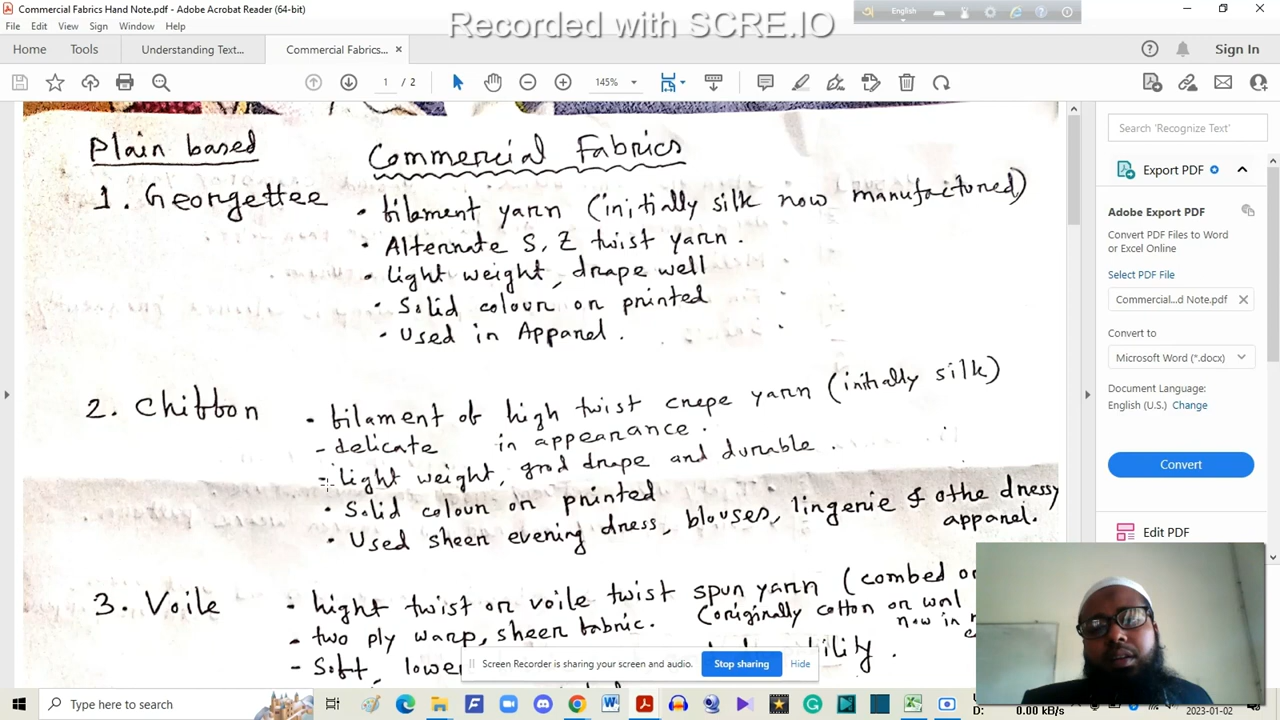 Commercial Fabrics Hand Note.pdf - Adobe Acrobat Reader (64-bit)
Recorded with SCRE.IO
English
File Edit View Sign Window Help
Home Tools Understanding Text... Commercial Fabrics... × Sign In
1 / 2 145%
Plain based Commercial Fabrics
1. Georgettee
• filament yarn (initially silk now manufactured)
• Alternate S, Z twist yarn.
• light weight, drape well
• Solid colour or printed
• Used in Apparel.
2. Chiffon
• filament of high twist crepe yarn (initially silk)
- delicate in appearance.
- light weight, good drape and durable.
• Solid colour or printed
• Used sheer evening dress, blouses, lingerie & othe dressy
apparel.
3. Voile
• hight twist or voile twist spun yarn (combed or
(originally cotton or wool
now in
• two ply warp, sheer fabric.
- Soft, lower
Search 'Recognize Text'
Export PDF
Adobe Export PDF
Convert PDF Files to Word
or Excel Online
Select PDF File
Commercial...d Note.pdf ×
Convert to
Microsoft Word (*.docx)
Document Language:
English (U.S.) Change
Convert
Edit PDF
Screen Recorder is sharing your screen and audio. Stop sharing Hide
Type here to search
D: 0.00 kB/s
2023-01-02